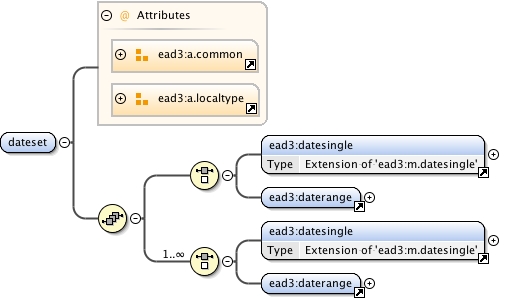 @ Attributes
ead3:a.common
ead3:a.localtype
dateset
ead3:datesingle
Type Extension of 'ead3:m.datesingle'
ead3:daterange
1..∞
ead3:datesingle
Type Extension of 'ead3:m.datesingle'
ead3:daterange